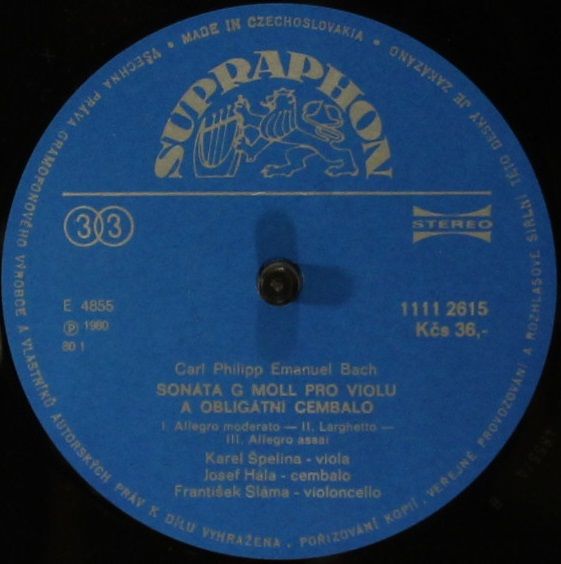 VŠECHNA PRÁVA GRAMOFONOVÉHO VÝROBCE A VLASTNÍKŮ AUTORSKÝCH PRÁV K DÍLU VYHRAŽENA. POŘIZOVÁNÍ KOPIÍ, VEŘEJNÉ PROVOZOVÁNÍ A ROZHLASOVÉ ŠÍŘENÍ TÉTO DESKY JE ZAKÁZÁNO • MADE IN CZECHOSLOVAKIA •
SUPRAPHON
33
STEREO
E 4855
Ⓟ 1980
80 1
1111 2615
Kčs 36,-
Carl Philipp Emanuel Bach
SONÁTA G MOLL PRO VIOLU
A OBLIGÁTNÍ CEMBALO
I. Allegro moderato — II. Larghetto —
III. Allegro assai
Karel Špelina - viola
Josef Hála - cembalo
František Sláma - violoncello